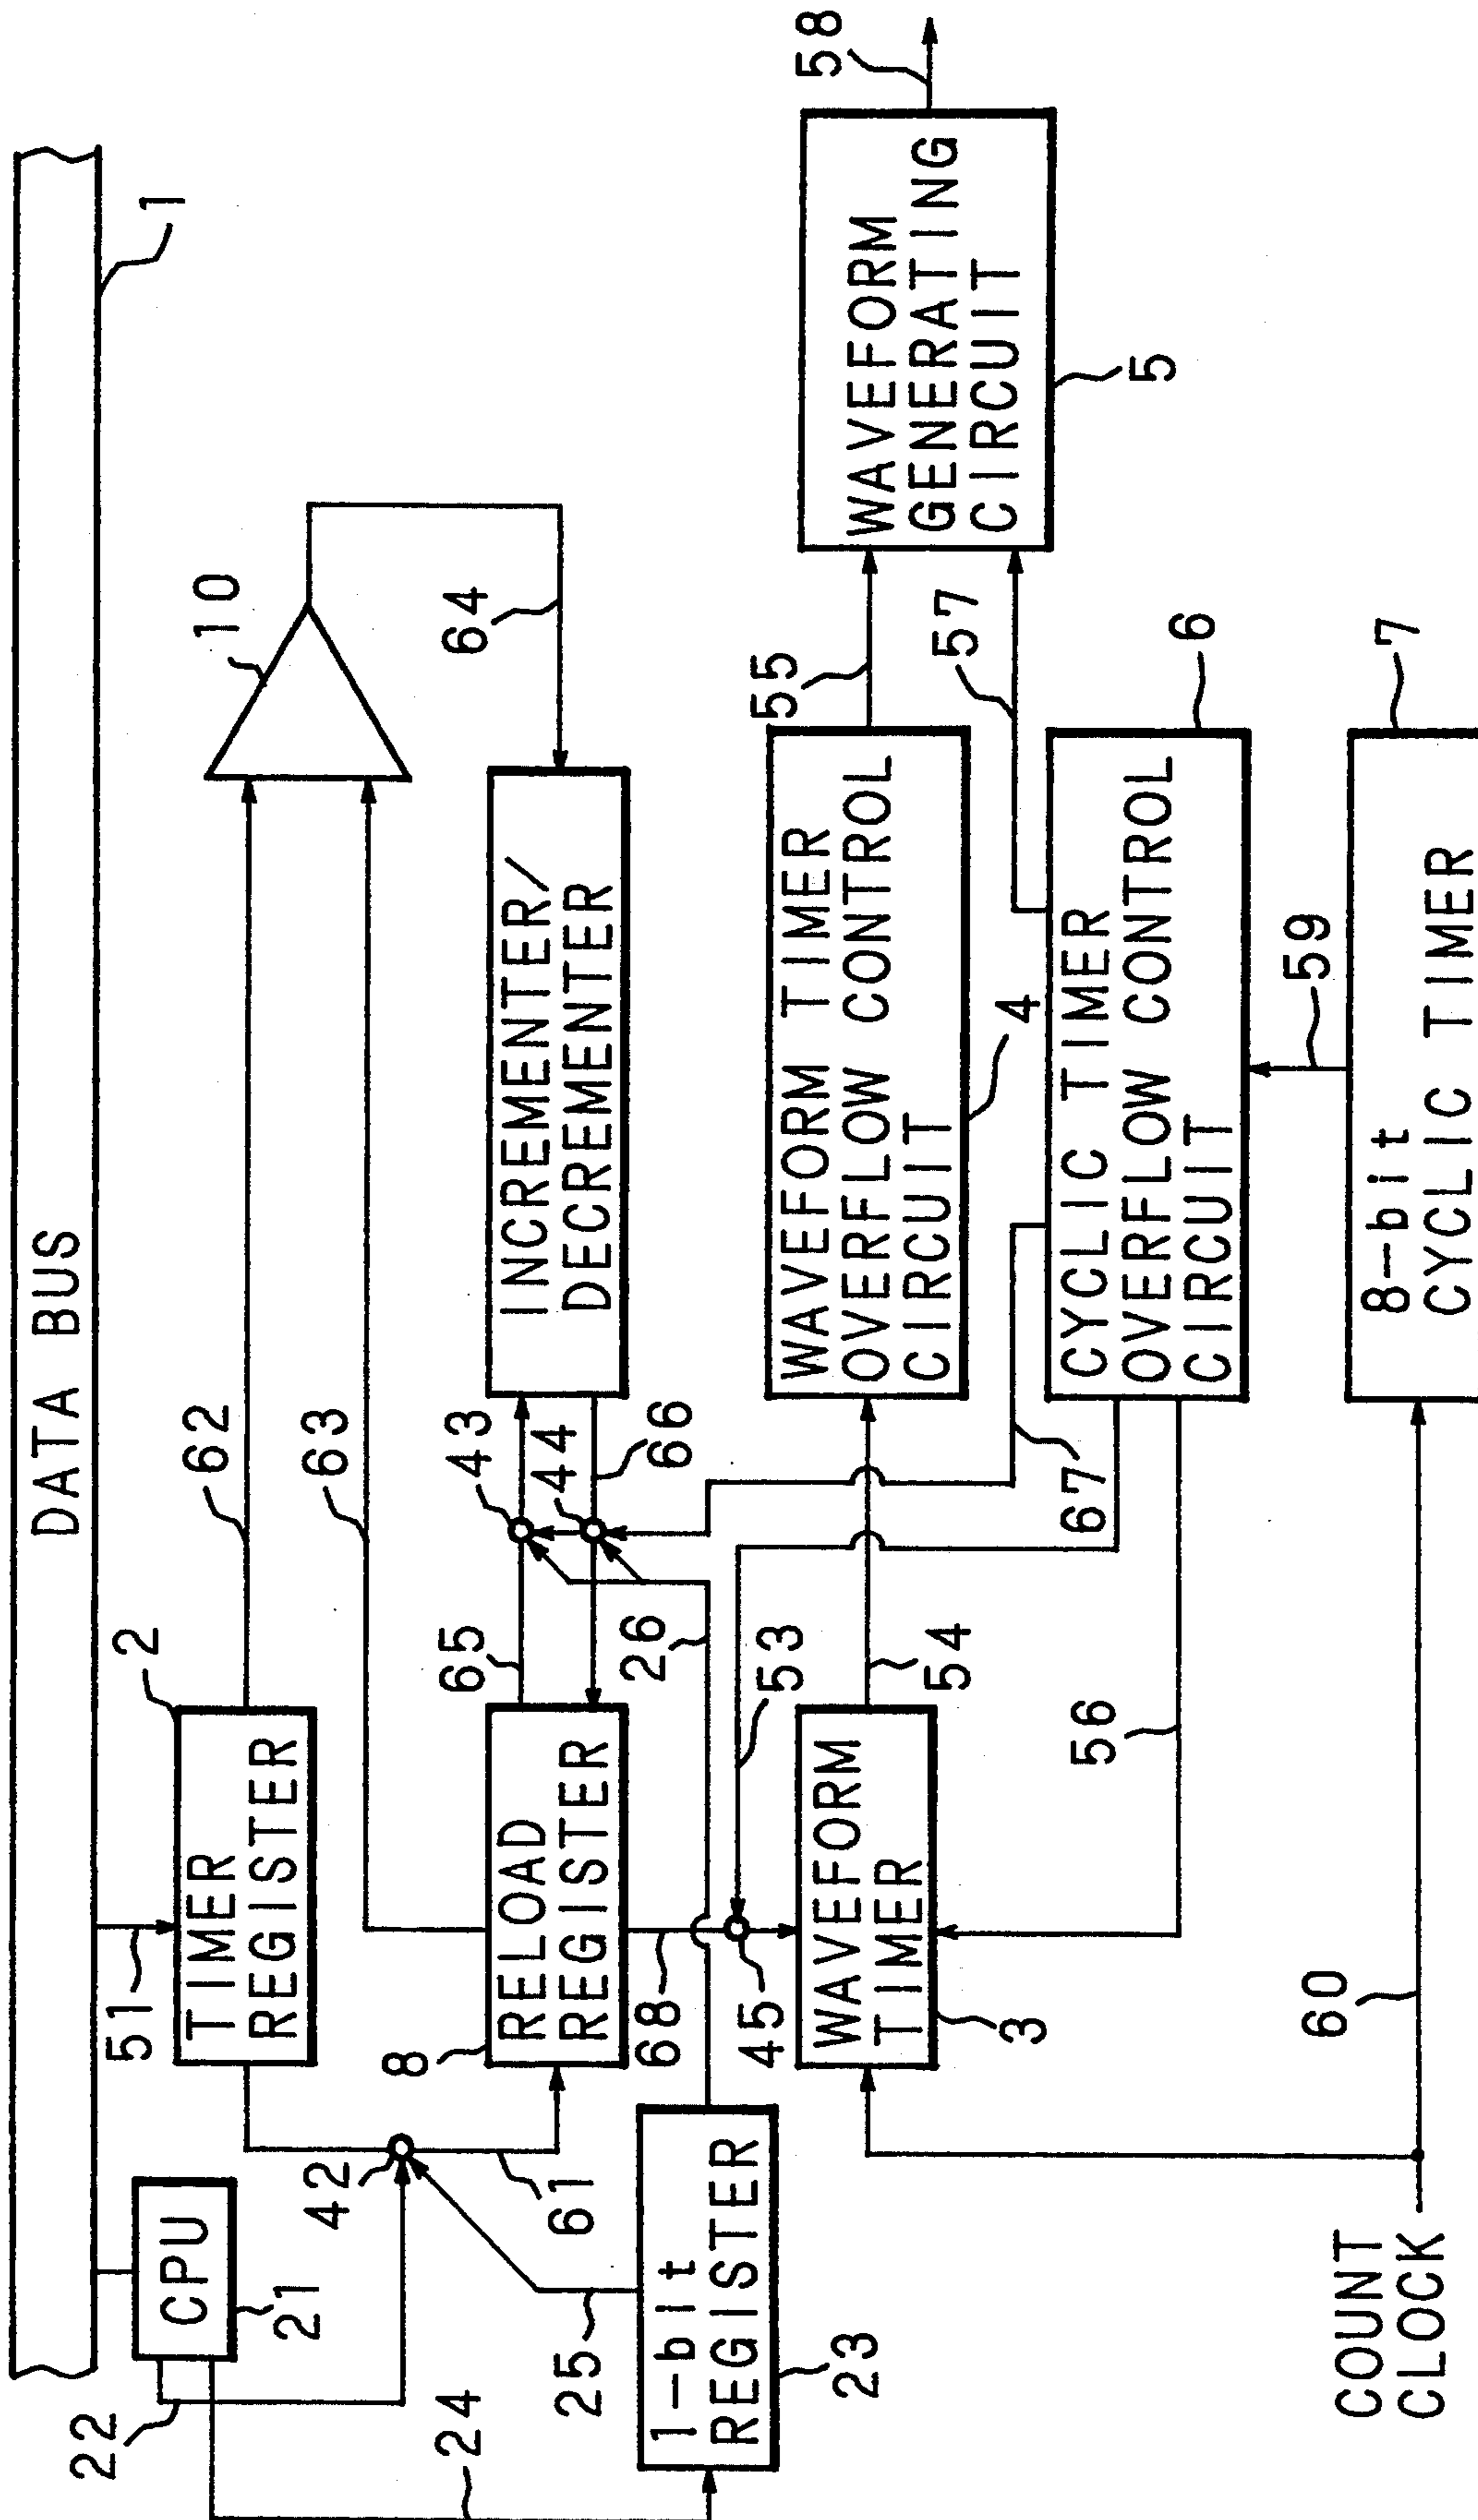 DATA BUS
1
CPU
21
22
24
51
TIMER
REGISTER
2
62
63
10
64
42
61
25
8
RELOAD
REGISTER
65
43
44
66
INCREMENTER/
DECREMENTER
1-bit
REGISTER
23
26
68
45
53
WAVEFORM
TIMER
3
54
WAVEFORM TIMER
OVERFLOW CONTROL
CIRCUIT
4
55
WAVEFORM
GENERATING
CIRCUIT
5
58
57
67
56
CYCLIC TIMER
OVERFLOW CONTROL
CIRCUIT
6
59
COUNT
CLOCK
60
8-bit
CYCLIC TIMER
7